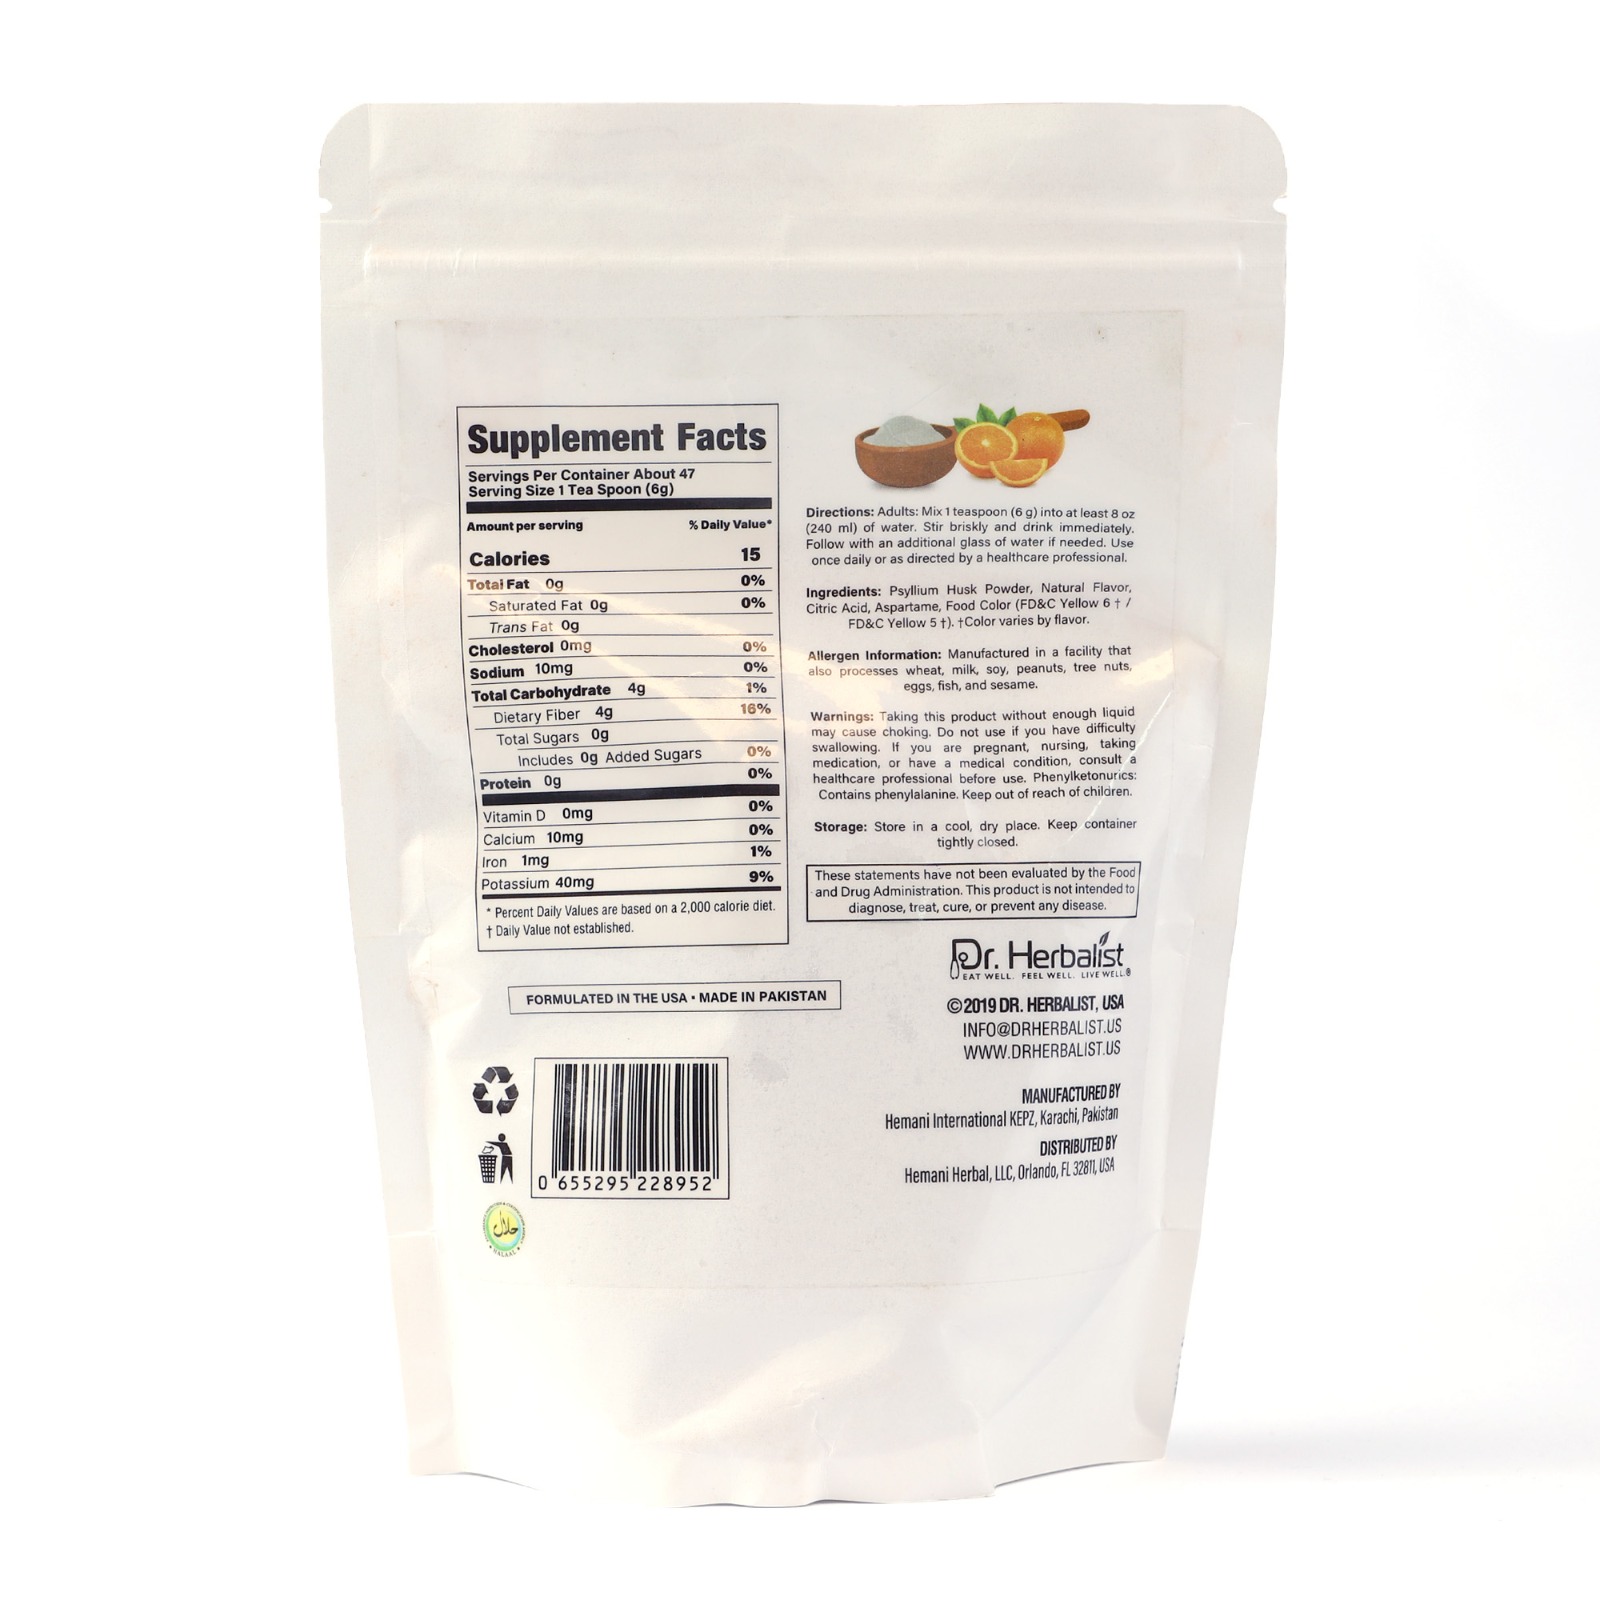 Supplement Facts
Servings Per Container About 47
Serving Size 1 Tea Spoon (6g)
Amount per serving % Daily Value*
Calories 15
Total Fat 0g 0%
Saturated Fat 0g 0%
Trans Fat 0g
Cholesterol 0mg 0%
Sodium 10mg 0%
Total Carbohydrate 4g 1%
Dietary Fiber 4g 16%
Total Sugars 0g
Includes 0g Added Sugars 0%
Protein 0g 0%
Vitamin D 0mg 0%
Calcium 10mg 0%
Iron 1mg 1%
Potassium 40mg 9%
* Percent Daily Values are based on a 2,000 calorie diet.
† Daily Value not established.
FORMULATED IN THE USA • MADE IN PAKISTAN
0 655295 228952
حلال
HALAAL
Directions: Adults: Mix 1 teaspoon (6 g) into at least 8 oz
(240 ml) of water. Stir briskly and drink immediately.
Follow with an additional glass of water if needed. Use
once daily or as directed by a healthcare professional.
Ingredients: Psyllium Husk Powder, Natural Flavor,
Citric Acid, Aspartame, Food Color (FD&C Yellow 6 † /
FD&C Yellow 5 †). †Color varies by flavor.
Allergen Information: Manufactured in a facility that
also processes wheat, milk, soy, peanuts, tree nuts,
eggs, fish, and sesame.
Warnings: Taking this product without enough liquid
may cause choking. Do not use if you have difficulty
swallowing. If you are pregnant, nursing, taking
medication, or have a medical condition, consult a
healthcare professional before use. Phenylketonurics:
Contains phenylalanine. Keep out of reach of children.
Storage: Store in a cool, dry place. Keep container
tightly closed.
These statements have not been evaluated by the Food
and Drug Administration. This product is not intended to
diagnose, treat, cure, or prevent any disease.
Dr. Herbalist
EAT WELL. FEEL WELL. LIVE WELL.®
©2019 DR. HERBALIST, USA
INFO@DRHERBALIST.US
WWW.DRHERBALIST.US
MANUFACTURED BY
Hemani International KEPZ, Karachi, Pakistan
DISTRIBUTED BY
Hemani Herbal, LLC, Orlando, FL 32811, USA